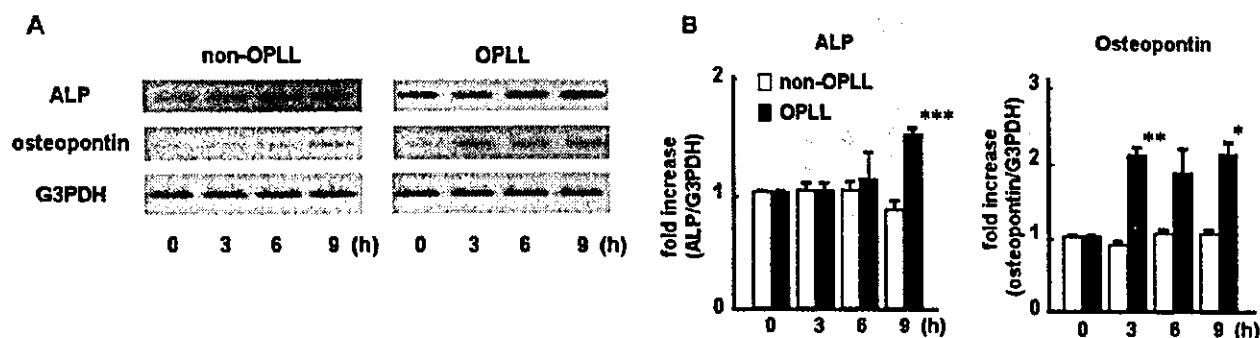 A
non-OPLL OPLL
ALP
osteopontin
G3PDH
0 3 6 9 (h) 0 3 6 9 (h)
B
ALP
fold increase
(ALP/G3PDH)
2
1
0
non-OPLL
OPLL
***
0 3 6 9 (h)
Osteopontin
fold increase
(osteopontin/G3PDH)
3
2
1
0
** *
0 3 6 9 (h)